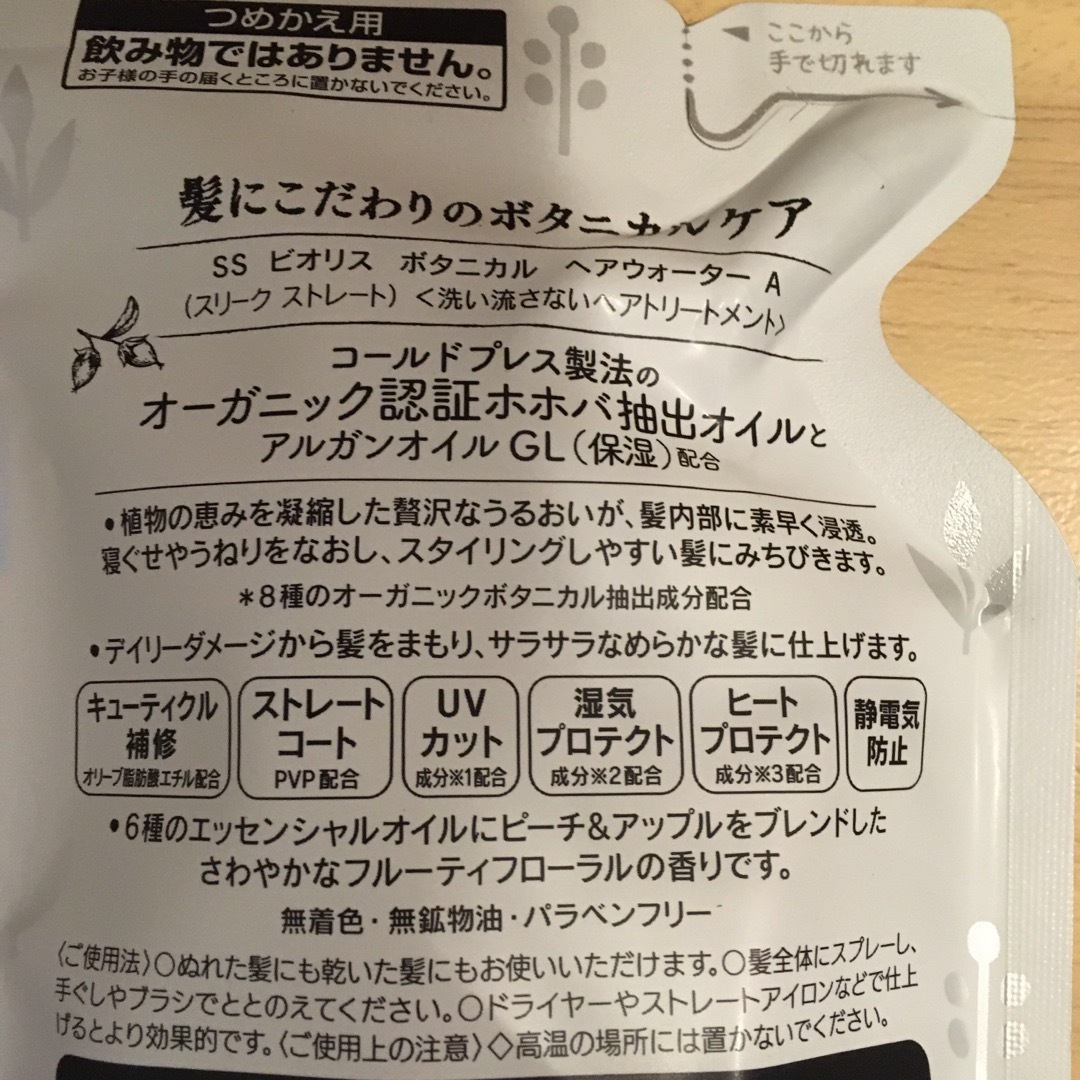 つめかえ用
飲み物ではありません。
お子様の手の届くところに置かないでください。
ここから
手で切れます
髪にこだわりのボタニカルケア
SS ビオリス ボタニカル ヘアウォーター A
(スリーク ストレート) <洗い流さないヘアトリートメント>
コールドプレス製法の
オーガニック認証ホホバ抽出オイルと
アルガンオイル GL(保湿)配合
•植物の恵みを凝縮した贅沢なうるおいが、髪内部に素早く浸透。
寝ぐせやうねりをなおし、スタイリングしやすい髪にみちびきます。
*8種のオーガニックボタニカル抽出成分配合
•デイリーダメージから髪をまもり、サラサラなめらかな髪に仕上げます。
キューティクル
補修
オリーブ脂肪酸エチル配合
ストレート
コート
PVP配合
UV
カット
成分※1配合
湿気
プロテクト
成分※2配合
ヒート
プロテクト
成分※3配合
静電気
防止
•6種のエッセンシャルオイルにピーチ&アップルをブレンドした
さわやかなフルーティフローラルの香りです。
無着色・無鉱物油・パラベンフリー
〈ご使用法〉○ぬれた髪にも乾いた髪にもお使いいただけます。○髪全体にスプレーし、
手ぐしやブラシでととのえてください。○ドライヤーやストレートアイロンなどで仕上
げるとより効果的です。〈ご使用上の注意〉◇高温の場所には置かないでください。